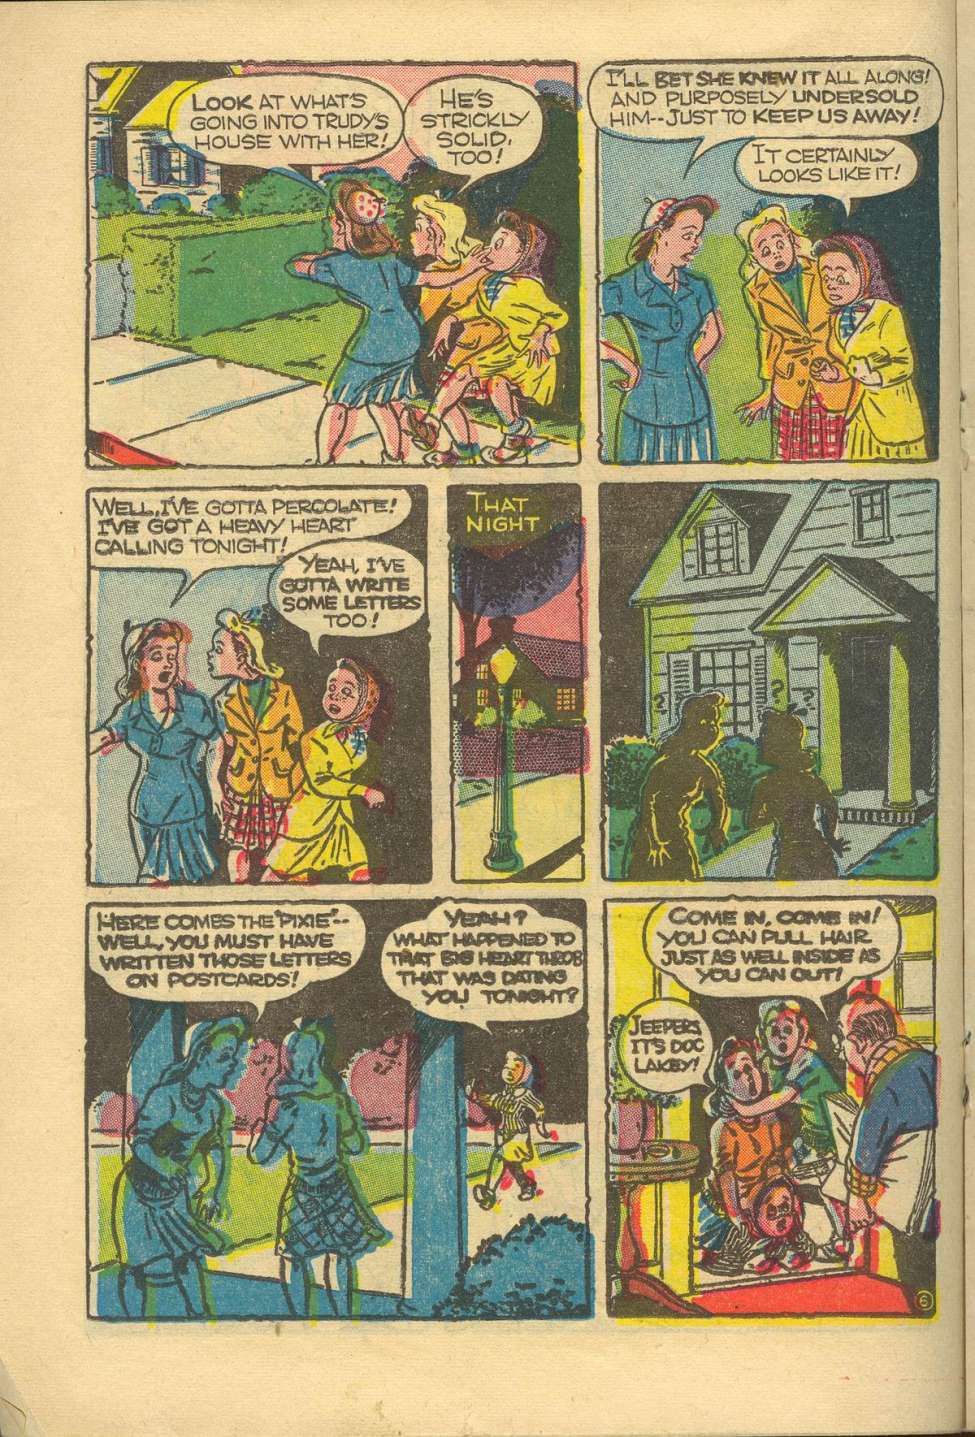 LOOK AT WHAT'S
GOING INTO TRUDY'S
HOUSE WITH HER!
HE'S
STRICKLY
SOLID,
TOO!
I'LL BET SHE KNEW IT ALL ALONG!
AND PURPOSELY UNDERSOLD
HIM--JUST TO KEEP US AWAY!
IT CERTAINLY
LOOKS LIKE IT!
WELL, I'VE GOTTA PERCOLATE!
I'VE GOT A HEAVY HEART
CALLING TONIGHT!
YEAH, I'VE
GOTTA WRITE
SOME LETTERS
TOO!
THAT
NIGHT
? ? ?
HERE COMES THE "PIXIE"--
WELL, YOU MUST HAVE
WRITTEN THOSE LETTERS
ON POSTCARDS!
YEAH?
WHAT HAPPENED TO
THAT BIG HEART THROB
THAT WAS DATING
YOU TONIGHT?
COME IN, COME IN!
YOU CAN PULL HAIR
JUST AS WELL INSIDE AS
YOU CAN OUT!
JEEPERS,
IT'S DOC
LAKEY!
6